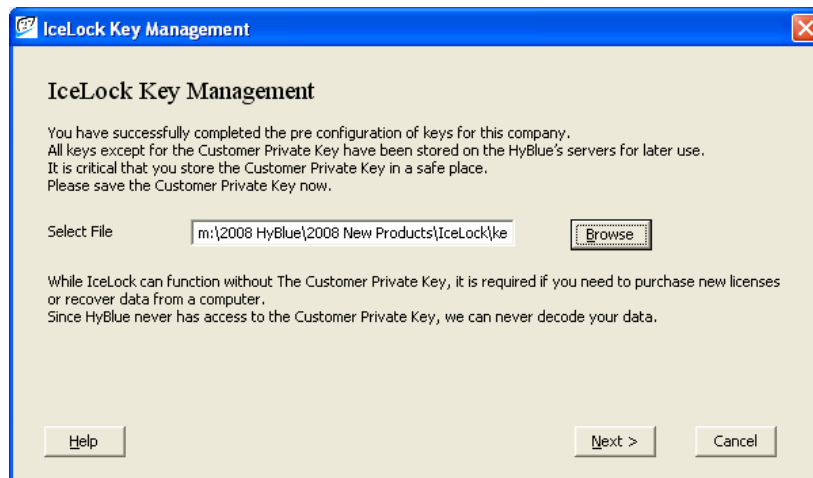 IceLock Key Management
IceLock Key Management
You have successfully completed the pre configuration of keys for this company.
All keys except for the Customer Private Key have been stored on the HyBlue's servers for later use.
It is critical that you store the Customer Private Key in a safe place.
Please save the Customer Private Key now.
Select File m:\2008 HyBlue\2008 New Products\IceLock\ke Browse
While IceLock can function without The Customer Private Key, it is required if you need to purchase new licenses
or recover data from a computer.
Since HyBlue never has access to the Customer Private Key, we can never decode your data.
Help Next > Cancel